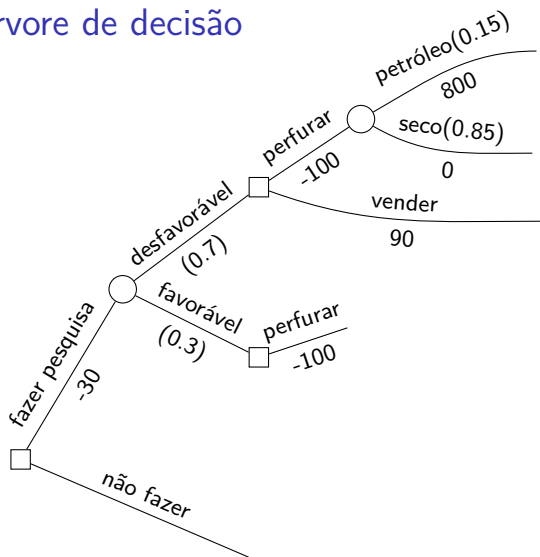 rvore de decisão
petróleo(0.15)
800
perfurar
-100
seco(0.85)
0
vender
90
desfavorável
(0.7)
favorável
(0.3)
perfurar
-100
fazer pesquisa
-30
não fazer